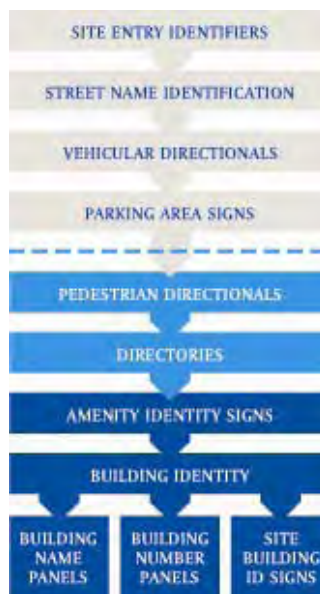 SITE ENTRY IDENTIFIERS
STREET NAME IDENTIFICATION
VEHICULAR DIRECTIONALS
PARKING AREA SIGNS
PEDESTRIAN DIRECTIONALS
DIRECTORIES
AMENITY IDENTITY SIGNS
BUILDING IDENTITY
BUILDING
NAME
PANELS
BUILDING
NUMBER
PANELS
SITE
BUILDING
ID SIGNS